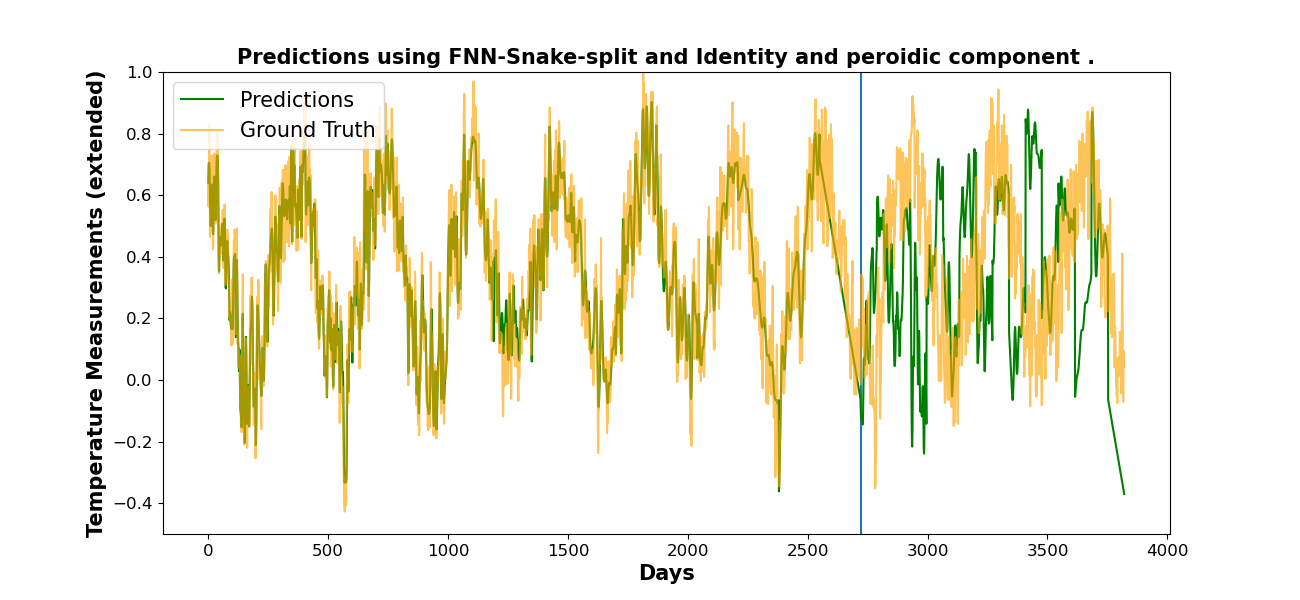 Predictions using FNN-Snake-split and Identity and peroidic component .
Temperature Measurements (extended)
1.0
0.8
0.6
0.4
0.2
0.0
−0.2
−0.4
Predictions
Ground Truth
0 500 1000 1500 2000 2500 3000 3500 4000
Days